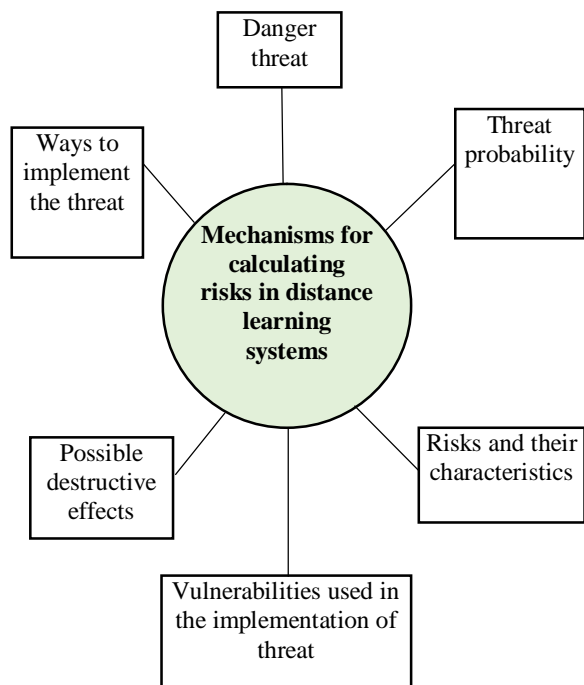 Danger
threat
Ways to
implement
the threat
Threat
probability
Mechanisms for
calculating
risks in distance
learning
systems
Possible
destructive
effects
Risks and their
characteristics
Vulnerabilities used in
the implementation of
threat